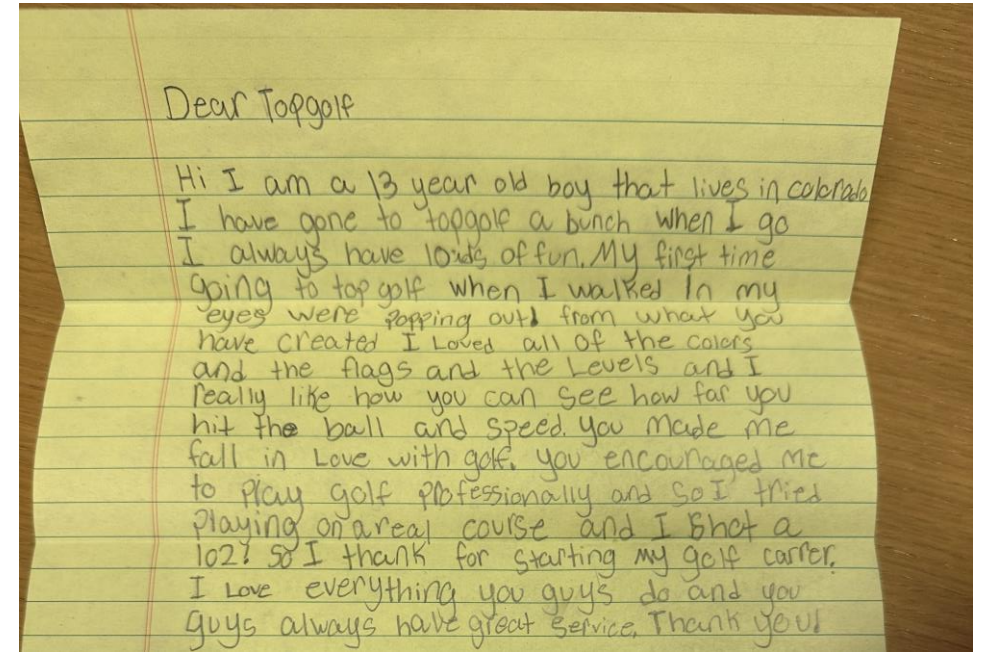 Dear Topgolf
Hi I am a 13 year old boy that lives in colorado
I have gone to topgolf a bunch when I go
I always have loads of fun. My first time
going to top golf when I walked In my
eyes were popping out! from what you
have created I Loved all of the colors
and the flags and the Levels and I
really like how you can see how far you
hit the ball and speed. you made me
fall in Love with golf. you encouraged me
to play golf professionally and so I tried
playing on a real course and I shot a
102! so I thank for starting my golf carrer.
I Love everything you guys do and you
guys always have great service. Thank you!